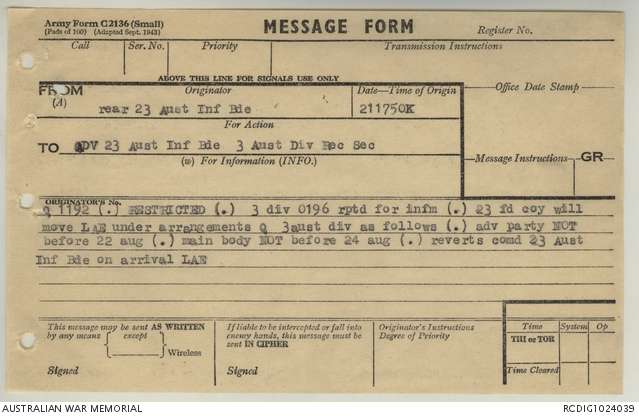 Army Form C2136 (Small)
(Pads of 100) (Adapted Sept. 1943)
MESSAGE FORM
Register No.
Call Ser. No. Priority Transmission Instructions
ABOVE THIS LINE FOR SIGNALS USE ONLY
FROM
(A)
Originator
rear 23 Aust Inf Bde
Date—Time of Origin
211750K
Office Date Stamp
For Action
TO
ADV 23 Aust Inf Bde 3 Aust Div Rec Sec
(w) For Information (INFO.)
Message Instructions GR
ORIGINATOR'S No.
q 1192 (.) RESTRICTED (.) 3 div 0196 rptd for infm (.) 23 fd coy will
move LAE under arrangements q 3aust div as follows (.) adv party NOT
before 22 aug (.) main body NOT before 24 aug (.) reverts comd 23 Aust
Inf Bde on arrival LAE
This message may be sent AS WRITTEN
by any means except
Wireless
Signed
If liable to be intercepted or fall into
enemy hands, this message must be
sent IN CIPHER
Signed
Originator's Instructions
Degree of Priority
Time System Op
THI or TOR
Time Cleared
AUSTRALIAN WAR MEMORIAL
RCDIG1024039